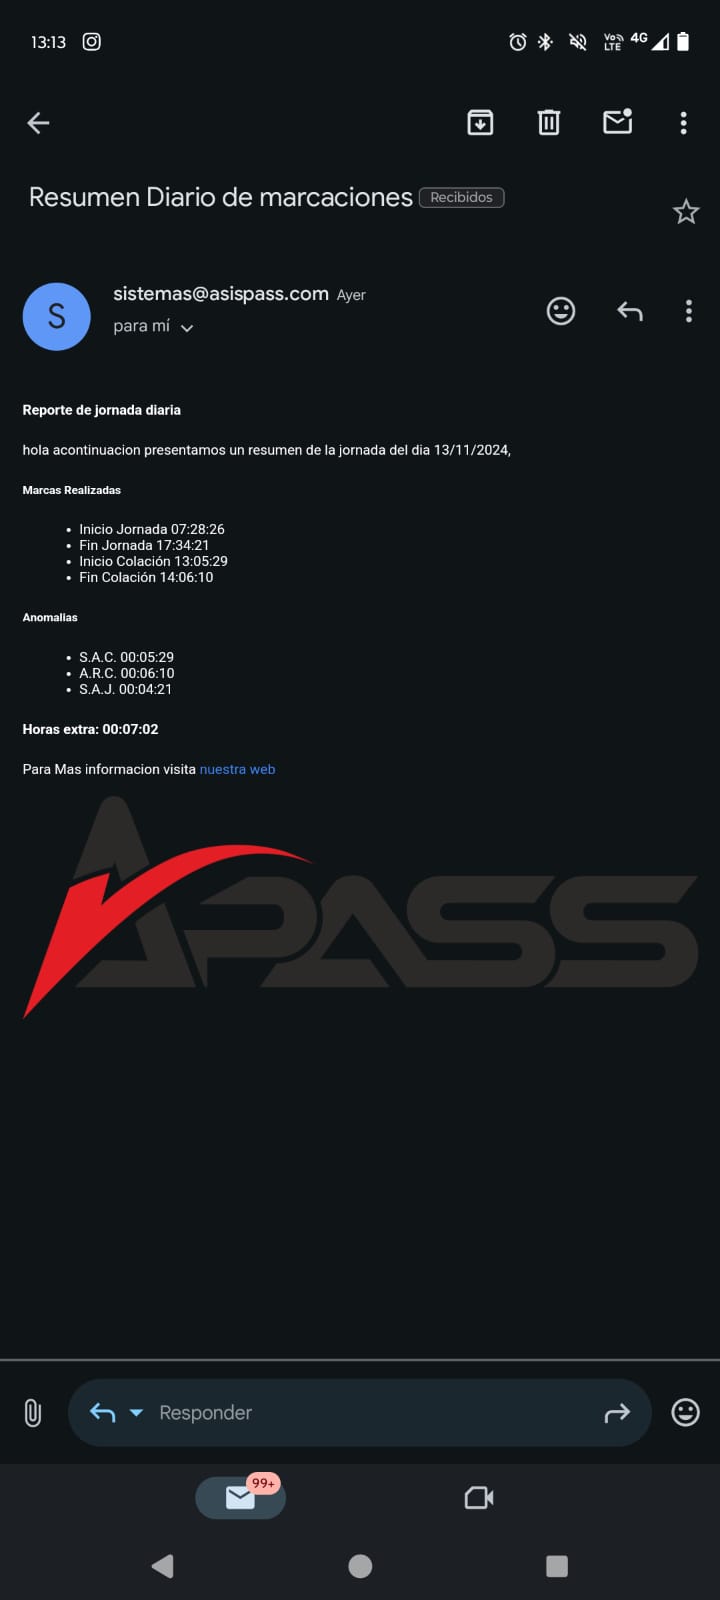 13:13
Vo LTE 4G
Resumen Diario de marcaciones Recibidos
S
sistemas@asispass.com Ayer
para mí
Reporte de jornada diaria
hola acontinuacion presentamos un resumen de la jornada del dia 13/11/2024,
Marcas Realizadas
• Inicio Jornada 07:28:26
• Fin Jornada 17:34:21
• Inicio Colación 13:05:29
• Fin Colación 14:06:10
Anomalias
• S.A.C. 00:05:29
• A.R.C. 00:06:10
• S.A.J. 00:04:21
Horas extra: 00:07:02
Para Mas informacion visita nuestra web
APASS
Responder
99+